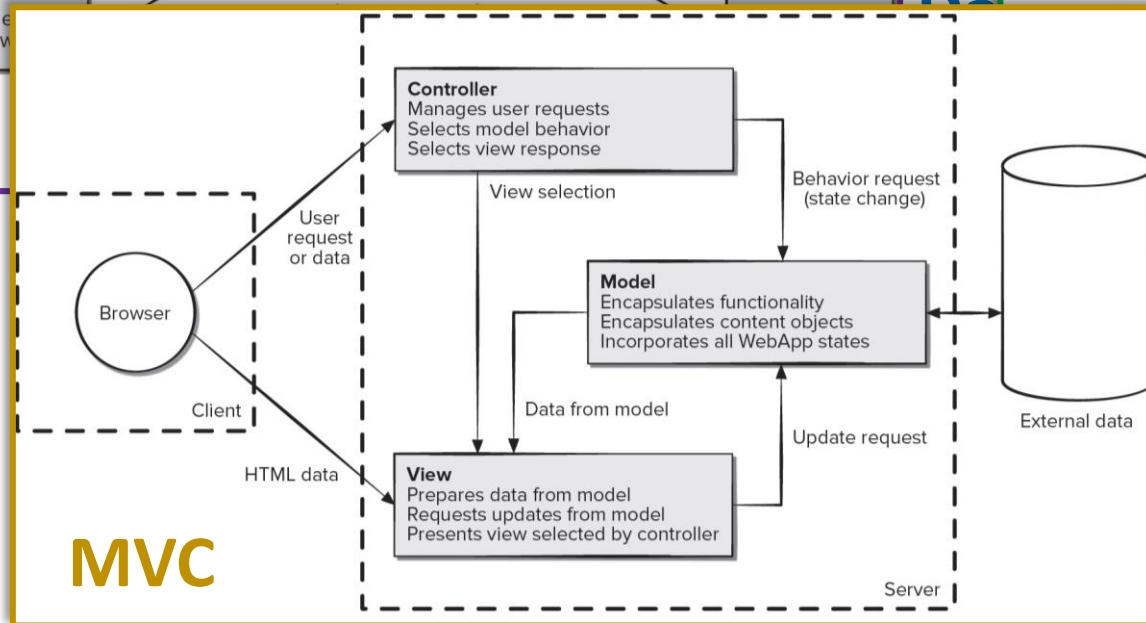 Controller
Manages user requests
Selects model behavior
Selects view response
View selection
Behavior request
(state change)
User
request
or data
Browser
Client
Model
Encapsulates functionality
Encapsulates content objects
Incorporates all WebApp states
Data from model
Update request
External data
HTML data
View
Prepares data from model
Requests updates from model
Presents view selected by controller
Server
MVC